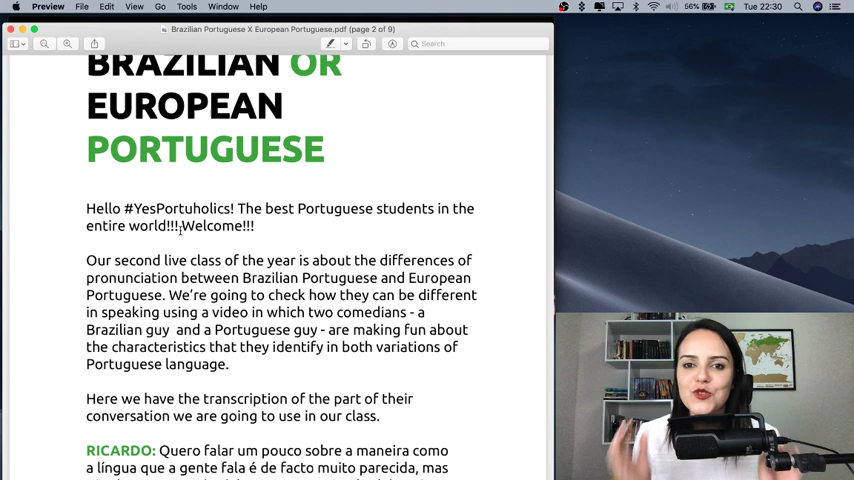 Preview File Edit View Go Tools Window Help
56% Tue 22:30
Brazilian Portuguese X European Portuguese.pdf (page 2 of 9)
Search
BRAZILIAN OR
EUROPEAN
PORTUGUESE
Hello #YesPortuholics! The best Portuguese students in the
entire world!!! Welcome!!!
Our second live class of the year is about the differences of
pronunciation between Brazilian Portuguese and European
Portuguese. We're going to check how they can be different
in speaking using a video in which two comedians - a
Brazilian guy and a Portuguese guy - are making fun about
the characteristics that they identify in both variations of
Portuguese language.
Here we have the transcription of the part of their
conversation we are going to use in our class.
RICARDO: Quero falar um pouco sobre a maneira como
a língua que a gente fala é de facto muito parecida, mas